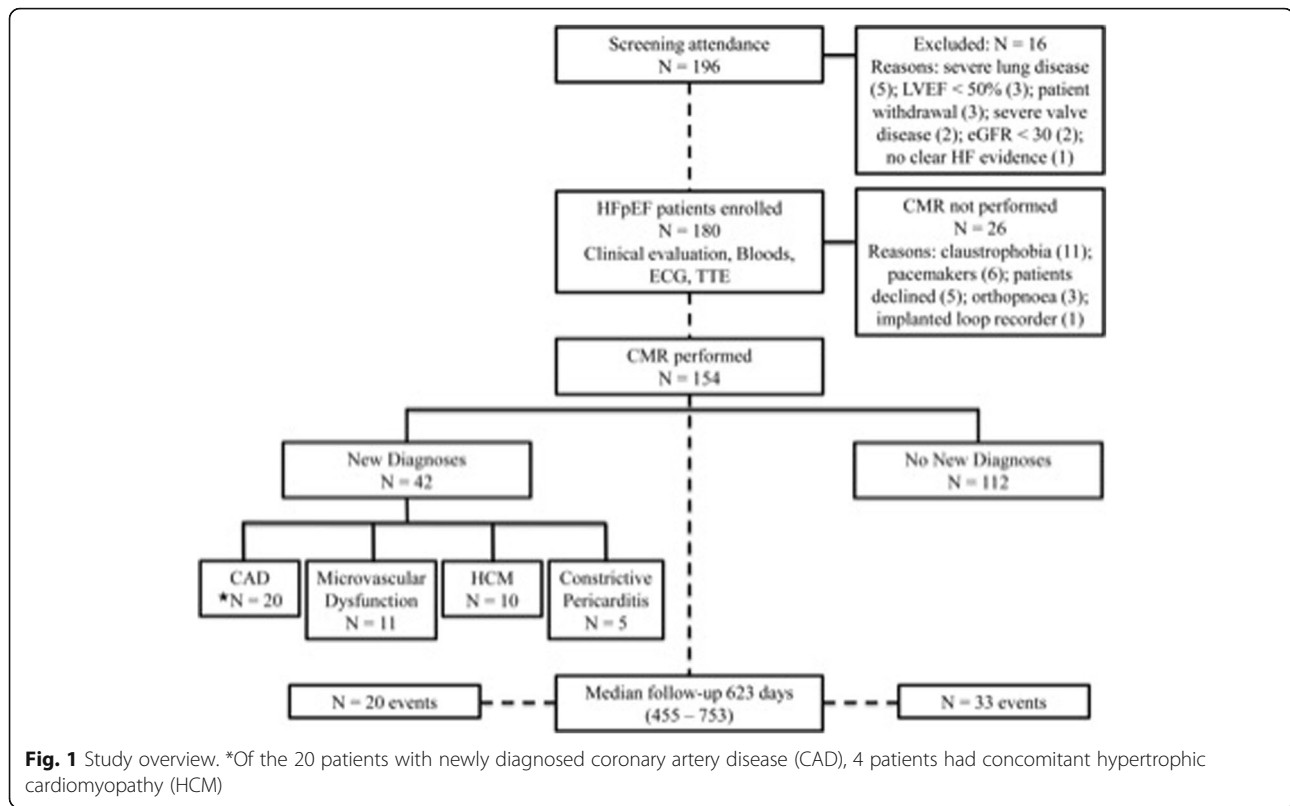 Screening attendance
N = 196
Excluded: N = 16
Reasons: severe lung disease
(5); LVEF < 50% (3); patient
withdrawal (3); severe valve
disease (2); eGFR < 30 (2);
no clear HF evidence (1)
HFpEF patients enrolled
N = 180
Clinical evaluation, Bloods,
ECG, TTE
CMR not performed
N = 26
Reasons: claustrophobia (11);
pacemakers (6); patients
declined (5); orthopnoea (3);
implanted loop recorder (1)
CMR performed
N = 154
New Diagnoses
N = 42
No New Diagnoses
N = 112
CAD
*N = 20
Microvascular
Dysfunction
N = 11
HCM
N = 10
Constrictive
Pericarditis
N = 5
N = 20 events
Median follow-up 623 days
(455 – 753)
N = 33 events
Fig. 1 Study overview. *Of the 20 patients with newly diagnosed coronary artery disease (CAD), 4 patients had concomitant hypertrophic
cardiomyopathy (HCM)